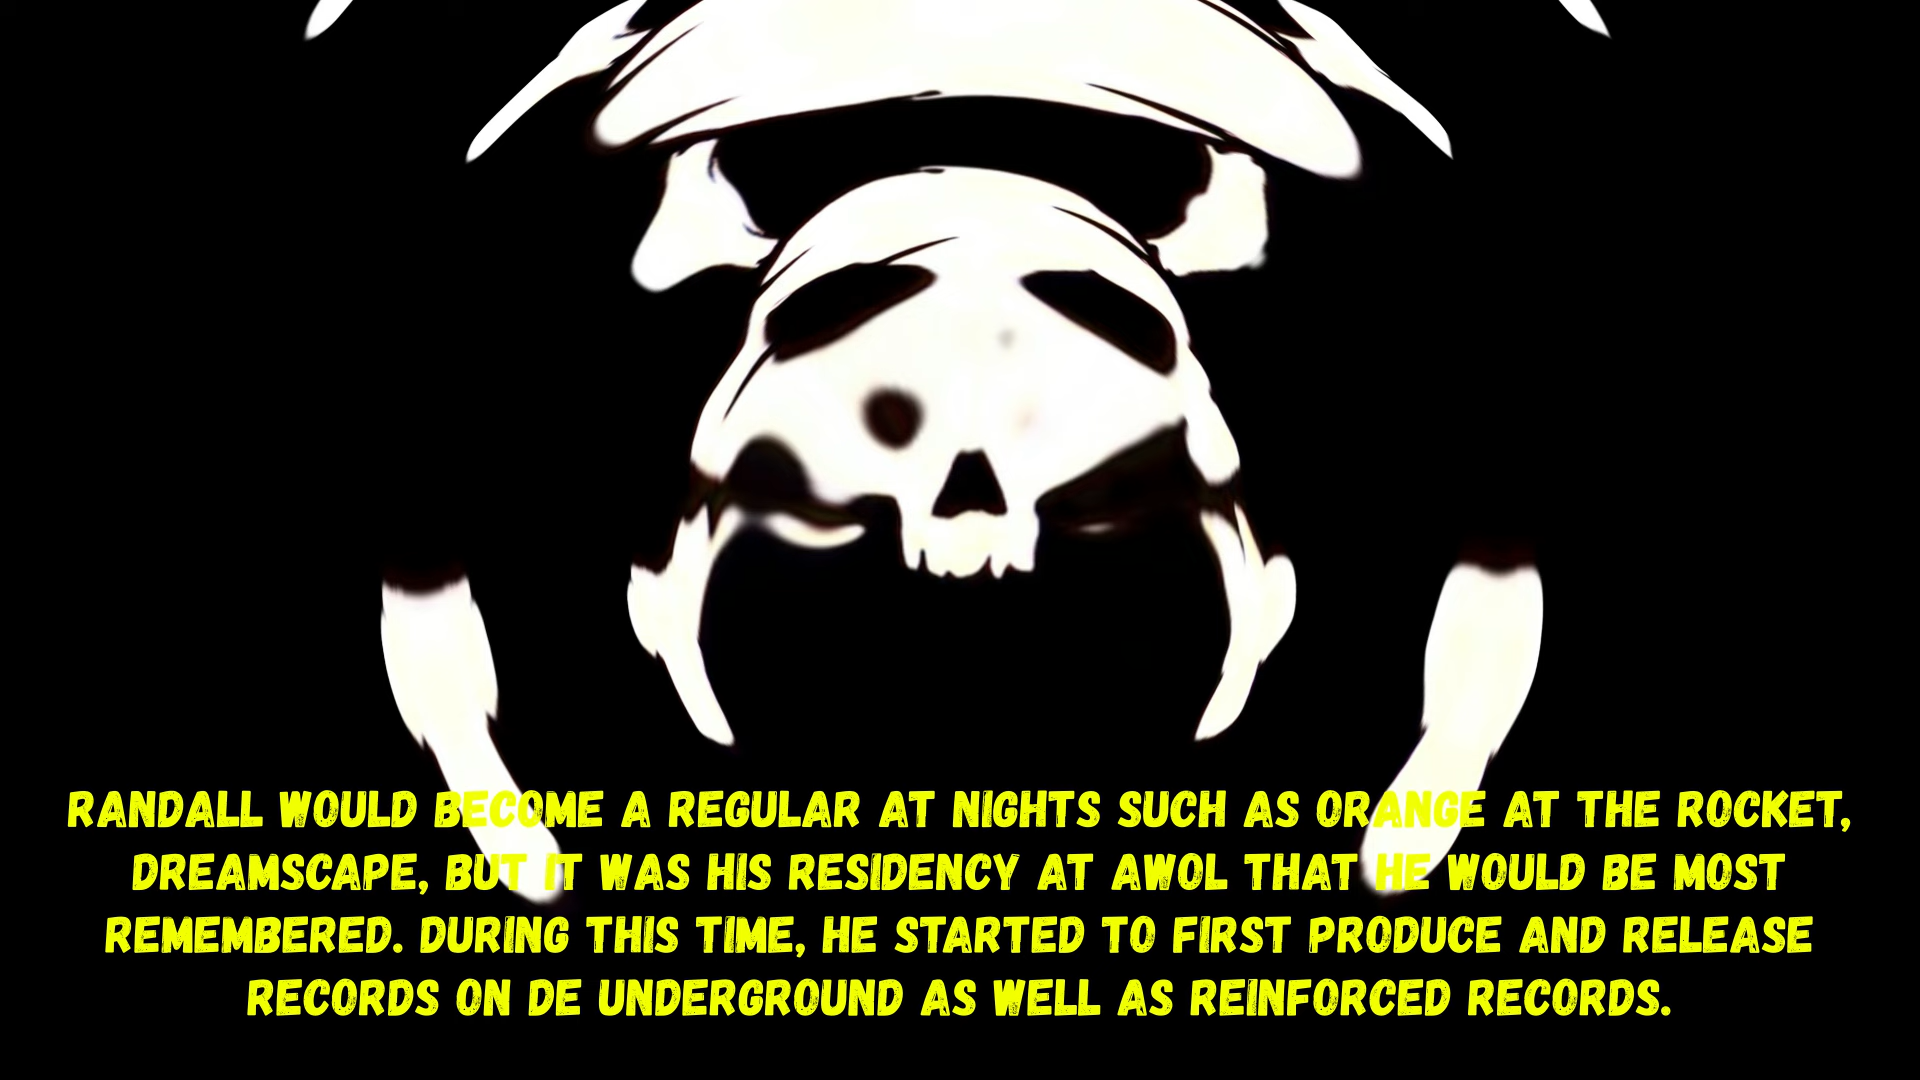 RANDALL WOULD BECOME A REGULAR AT NIGHTS SUCH AS ORANGE AT THE ROCKET,
DREAMSCAPE, BUT IT WAS HIS RESIDENCY AT AWOL THAT HE WOULD BE MOST
REMEMBERED. DURING THIS TIME, HE STARTED TO FIRST PRODUCE AND RELEASE
RECORDS ON DE UNDERGROUND AS WELL AS REINFORCED RECORDS.